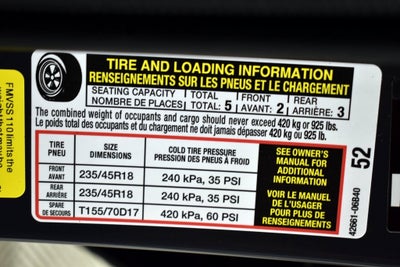 TIRE AND LOADING INFORMATION
RENSEIGNEMENTS SUR LES PNEUS ET LE CHARGEMENT
SEATING CAPACITY TOTAL FRONT REAR
NOMBRE DE PLACES TOTAL: 5 AVANT: 2 ARRIÈRE: 3
The combined weight of occupants and cargo should never exceed 420 kg or 925 lbs.
Le poids total des occupants et du chargement ne doit jamais dépasser 420 kg ou 925 lb.
TIRE SIZE COLD TIRE PRESSURE
PNEU DIMENSIONS PRESSION DES PNEUS À FROID
FRONT
AVANT 235/45R18 240 kPa, 35 PSI
REAR
ARRIÈRE 235/45R18 240 kPa, 35 PSI
SPARE
DE SECOURS T155/70D17 420 kPa, 60 PSI
SEE OWNER'S
MANUAL FOR
ADDITIONAL
INFORMATION
VOIR LE MANUEL
DE L'USAGER
POUR PLUS DE
RENSEIGNEMENTS
52
42661-06B40
FMVSS 110 limits the
weight that may be